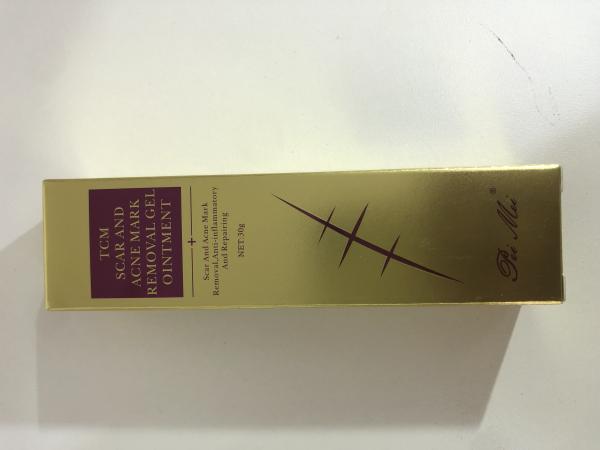 TCM
SCAR AND
ACNE MARK
REMOVAL GEL
OINTMENT
Scar And Acne Mark
Removal.Anti-inflammatory
And Repairing
NET:30g
Pei Mei ®